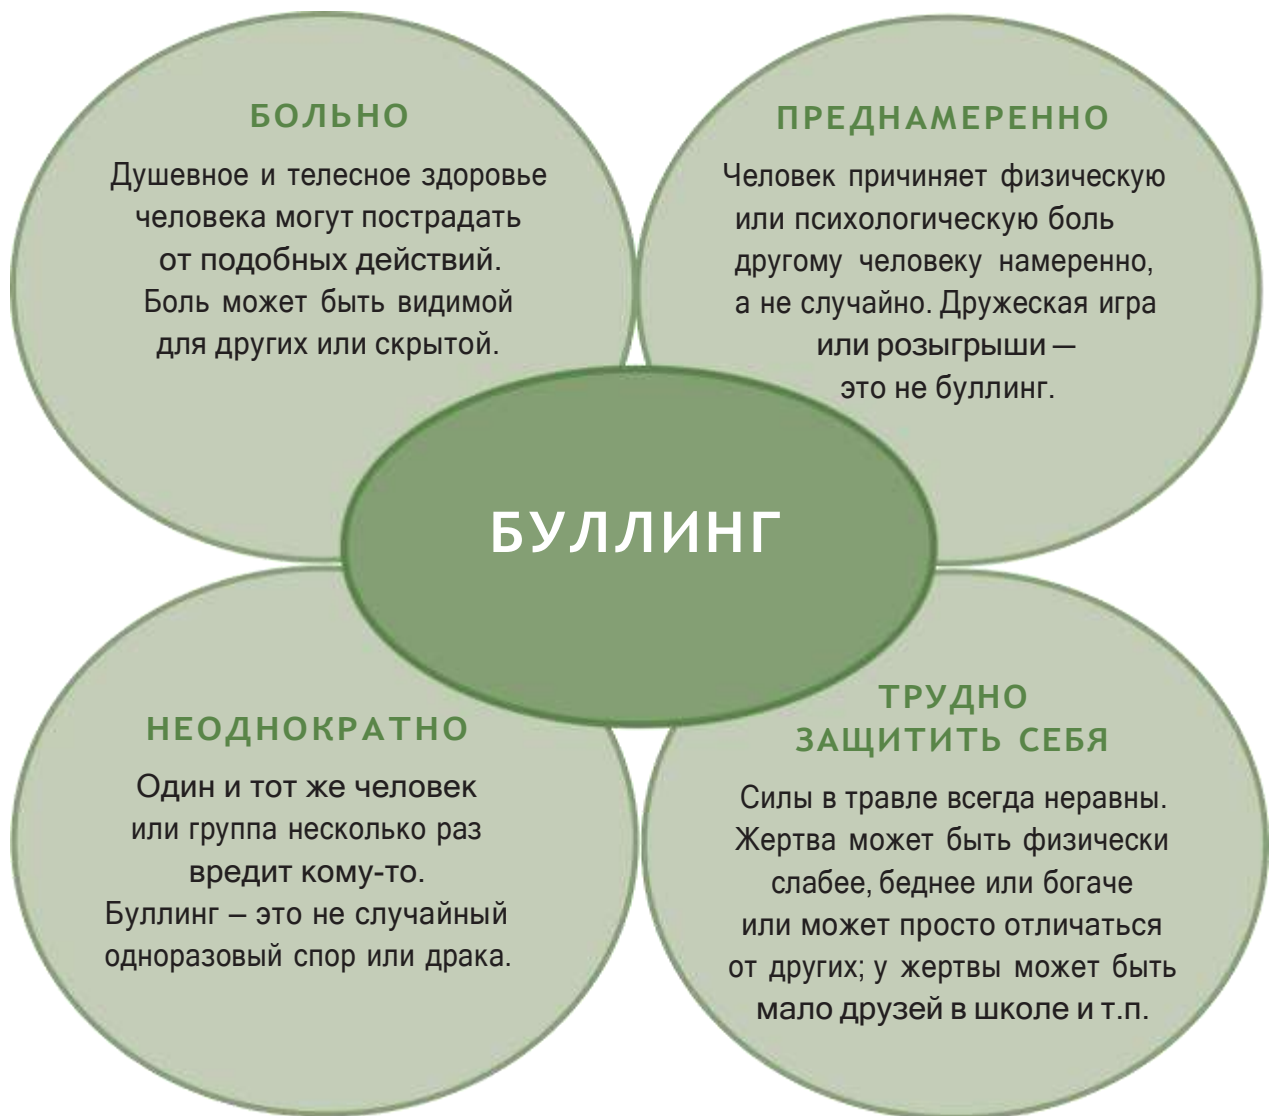 БОЛЬНО
Душевное и телесное здоровье
человека могут пострадать
от подобных действий.
Боль может быть видимой
для других или скрытой.
ПРЕДНАМЕРЕННО
Человек причиняет физическую
или психологическую боль
другому человеку намеренно,
а не случайно. Дружеская игра
или розыгрыши —
это не буллинг.
БУЛЛИНГ
НЕОДНОКРАТНО
Один и тот же человек
или группа несколько раз
вредит кому-то.
Буллинг – это не случайный
одноразовый спор или драка.
ТРУДНО
ЗАЩИТИТЬ СЕБЯ
Силы в травле всегда неравны.
Жертва может быть физически
слабее, беднее или богаче
или может просто отличаться
от других; у жертвы может быть
мало друзей в школе и т.п.